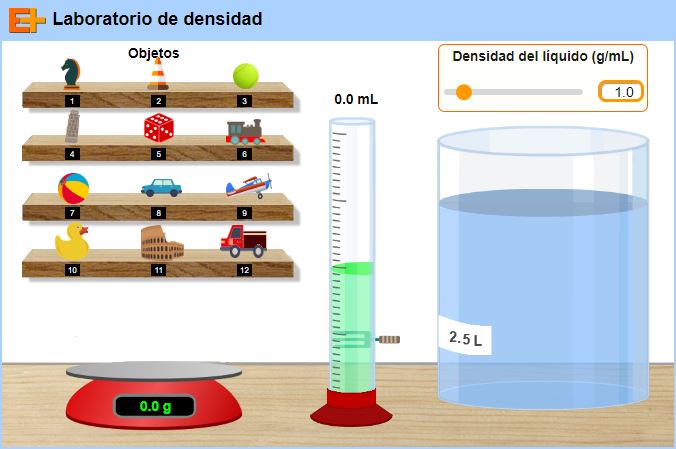 E+ Laboratorio de densidad
Objetos
Densidad del líquido (g/mL)
1.0
0.0 mL
1 2 3
4 5 6
7 8 9
10 11 12
2.5 L
0.0 g